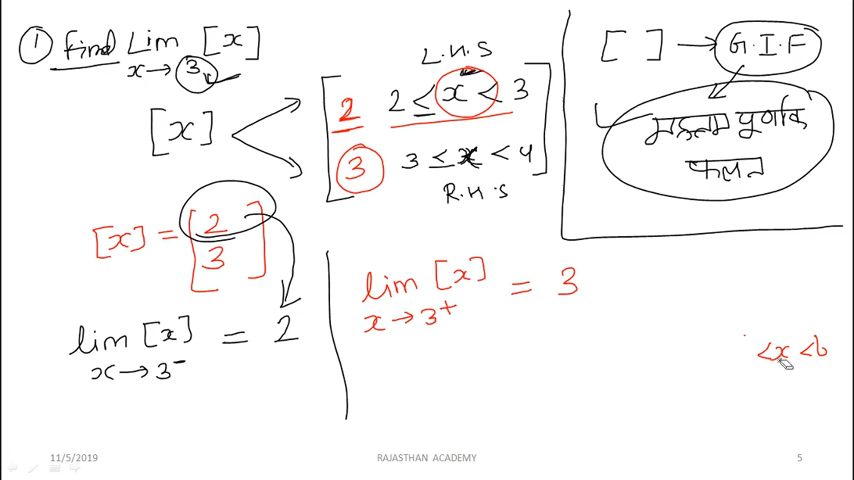 ① find Lim [x]
x→3
L.H.S
[x] < [ 2 2 ≤ x < 3
3 3 ≤ x < 4 ]
R.H.S
[ ] → G.I.F
महत्तम पूर्णांक
फलन
[x] = [ 2
3 ]
lim [x] = 2
x→3⁻
lim [x] = 3
x→3+
<x <b
11/5/2019 RAJASTHAN ACADEMY 5